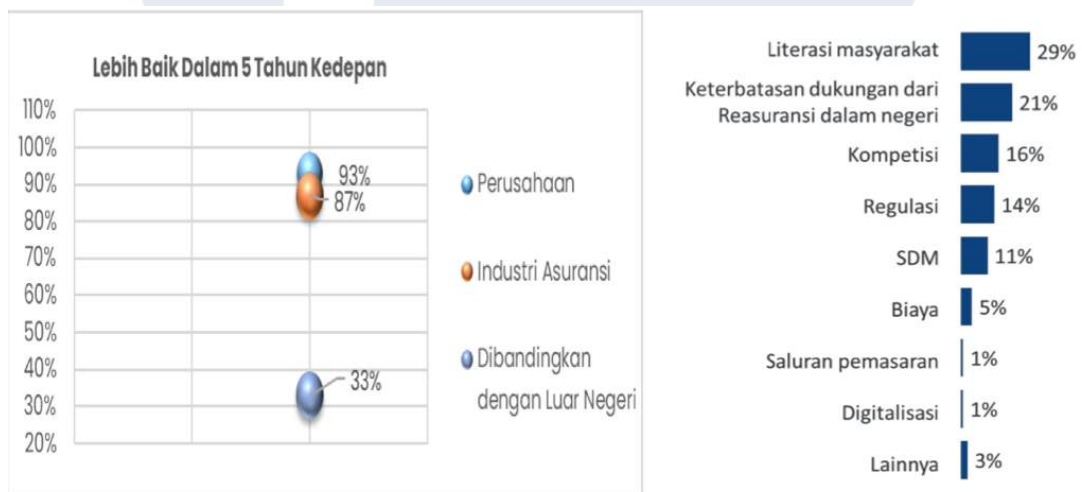 Lebih Baik Dalam 5 Tahun Kedepan
110%
100%
90%
80%
70%
60%
50%
40%
30%
20%
93%
87%
33%
Perusahaan
Industri Asuransi
Dibandingkan
dengan Luar Negeri
Literasi masyarakat 29%
Keterbatasan dukungan dari
Reasuransi dalam negeri 21%
Kompetisi 16%
Regulasi 14%
SDM 11%
Biaya 5%
Saluran pemasaran 1%
Digitalisasi 1%
Lainnya 3%